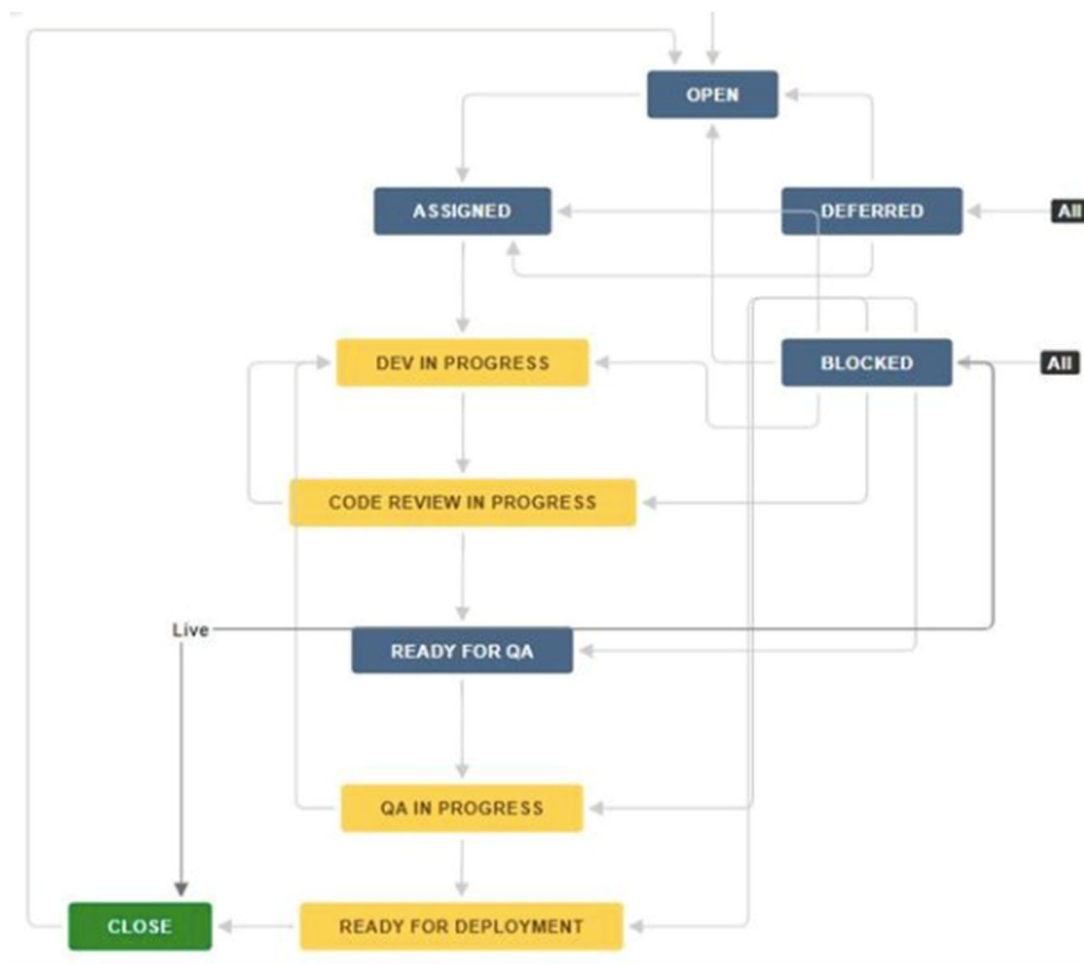 OPEN
ASSIGNED
DEFERRED
All
DEV IN PROGRESS
BLOCKED
All
CODE REVIEW IN PROGRESS
Live
READY FOR QA
QA IN PROGRESS
CLOSE
READY FOR DEPLOYMENT